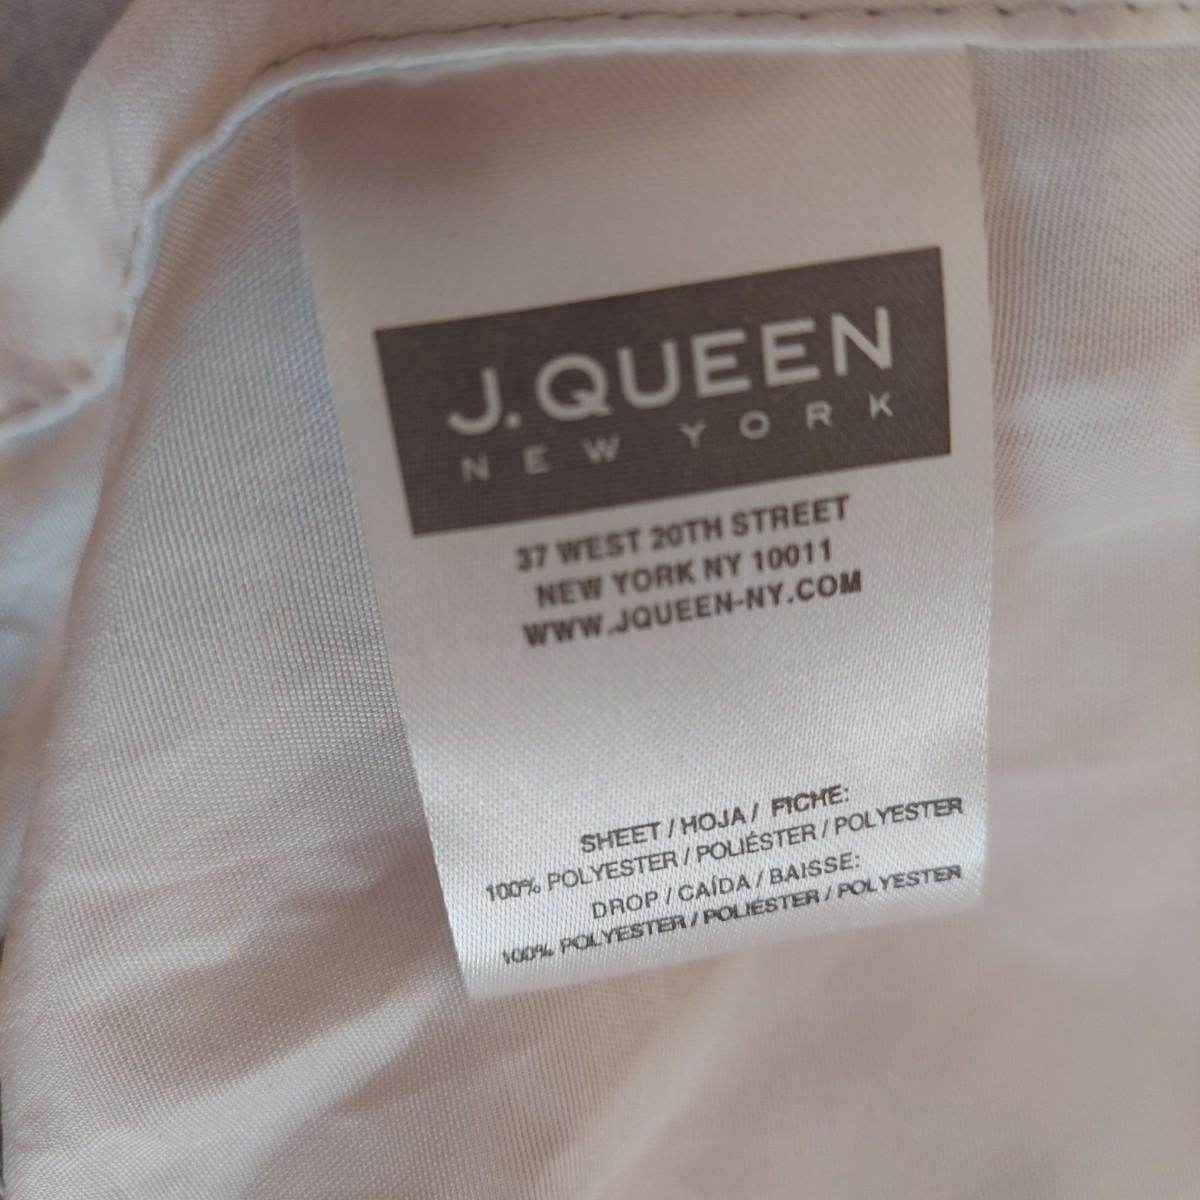 J.QUEEN
NEW YORK
37 WEST 20TH STREET
NEW YORK NY 10011
WWW.JQUEEN-NY.COM
SHEET / HOJA / FICHE:
100% POLYESTER / POLIÉSTER / POLYESTER
DROP / CAÍDA / BAISSE:
100% POLYESTER / POLIÉSTER / POLYESTER